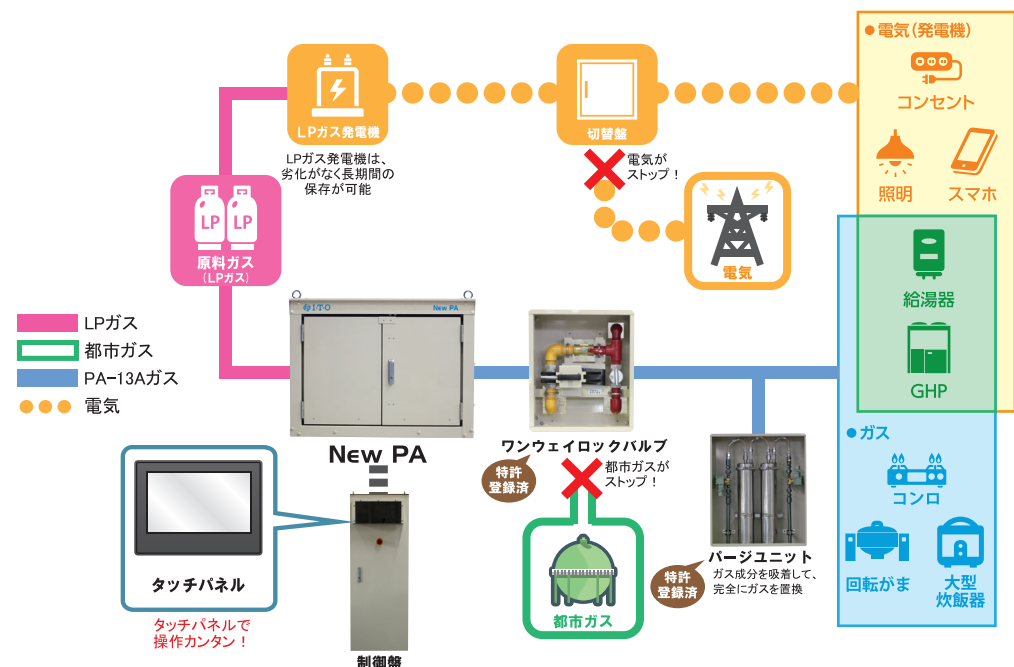 LPガス発電機
LPガス発電機は、
劣化がなく長期間の
保存が可能
切替盤
電気が
ストップ！
電気
●電気（発電機）
コンセント
照明
スマホ
給湯器
GHP
●ガス
コンロ
回転がま
大型
炊飯器
LP LP
原料ガス
（LPガス）
LPガス
都市ガス
PA-13Aガス
電気
I・T・O
New PA
New PA
ワンウェイロックバルブ
特許
登録済
都市ガスが
ストップ！
都市ガス
パージユニット
特許
登録済
ガス成分を吸着して、
完全にガスを置換
タッチパネル
タッチパネルで
操作カンタン！
制御盤